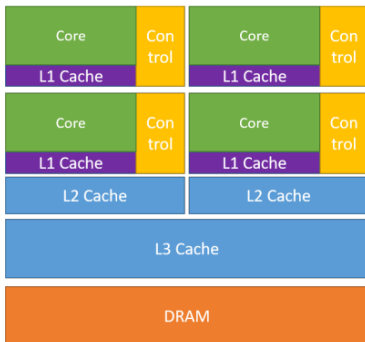 Core
Con
trol
Core
Con
trol
L1 Cache
L1 Cache
Core
Con
trol
Core
Con
trol
L1 Cache
L1 Cache
L2 Cache
L2 Cache
L3 Cache
DRAM